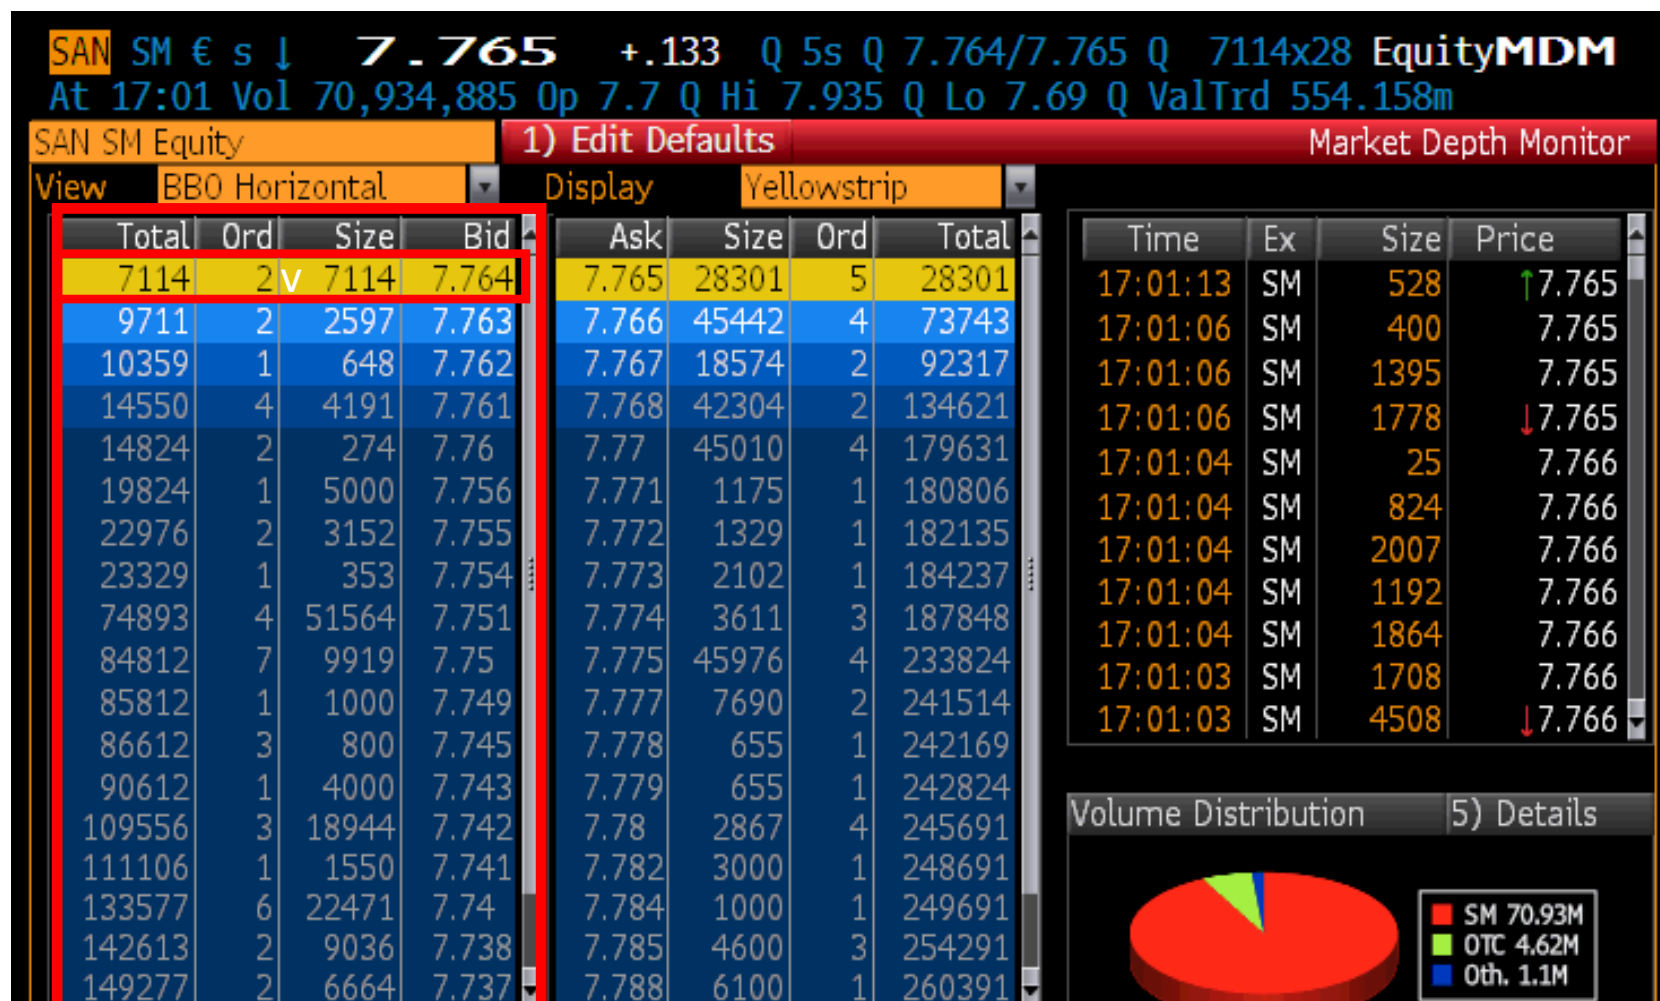 SAN SM € s ↓ 7.765 +.133 Q 5s Q 7.764/7.765 Q 7114x28 EquityMDM
At 17:01 Vol 70,934,885 Op 7.7 Q Hi 7.935 Q Lo 7.69 Q ValTrd 554.158m
SAN SM Equity 1) Edit Defaults Market Depth Monitor
View BBO Horizontal Display Yellowstrip
Total Ord Size Bid Ask Size Ord Total
7114 2 v 7114 7.764 7.765 28301 5 28301
9711 2 2597 7.763 7.766 45442 4 73743
10359 1 648 7.762 7.767 18574 2 92317
14550 4 4191 7.761 7.768 42304 2 134621
14824 2 274 7.76 7.77 45010 4 179631
19824 1 5000 7.756 7.771 1175 1 180806
22976 2 3152 7.755 7.772 1329 1 182135
23329 1 353 7.754 7.773 2102 1 184237
74893 4 51564 7.751 7.774 3611 3 187848
84812 7 9919 7.75 7.775 45976 4 233824
85812 1 1000 7.749 7.777 7690 2 241514
86612 3 800 7.745 7.778 655 1 242169
90612 1 4000 7.743 7.779 655 1 242824
109556 3 18944 7.742 7.78 2867 4 245691
111106 1 1550 7.741 7.782 3000 1 248691
133577 6 22471 7.74 7.784 1000 1 249691
142613 2 9036 7.738 7.785 4600 3 254291
149277 2 6664 7.737 7.788 6100 1 260391
Time Ex Size Price
17:01:13 SM 528 ↑7.765
17:01:06 SM 400 7.765
17:01:06 SM 1395 7.765
17:01:06 SM 1778 ↓7.765
17:01:04 SM 25 7.766
17:01:04 SM 824 7.766
17:01:04 SM 2007 7.766
17:01:04 SM 1192 7.766
17:01:04 SM 1864 7.766
17:01:03 SM 1708 7.766
17:01:03 SM 4508 ↓7.766
Volume Distribution 5) Details
SM 70.93M
OTC 4.62M
Oth. 1.1M